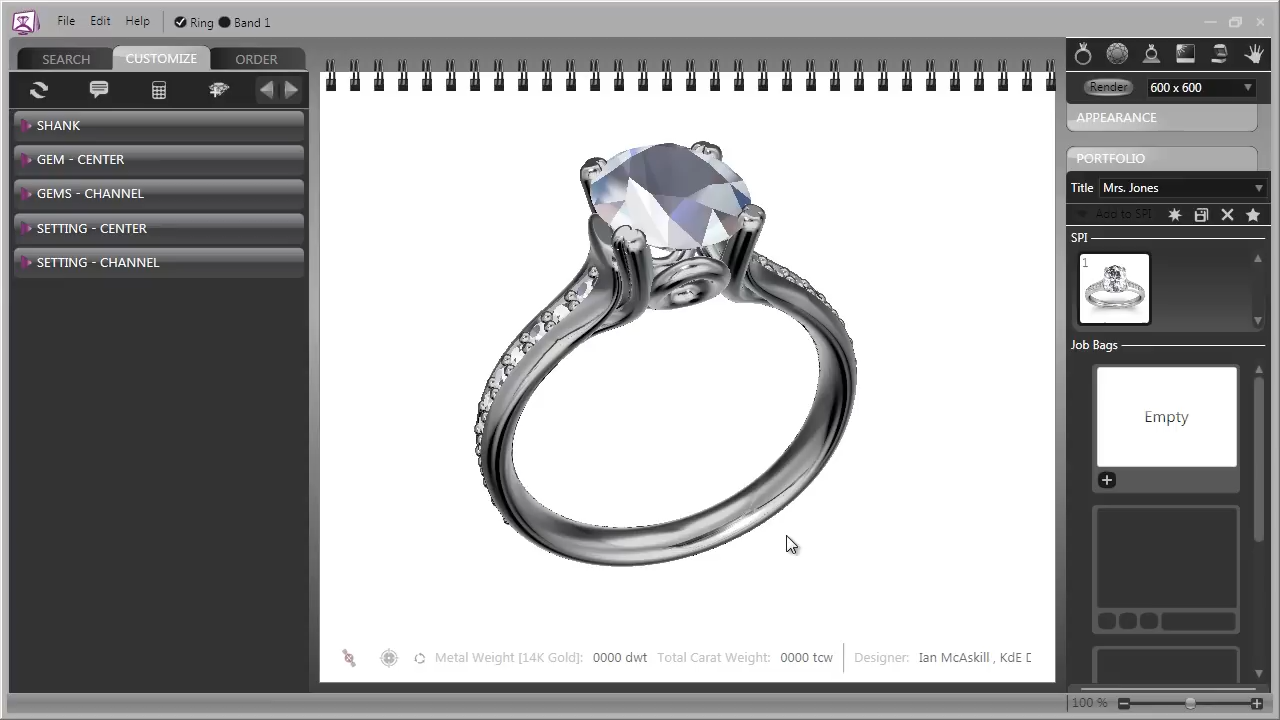 File Edit Help Ring Band 1
SEARCH CUSTOMIZE ORDER
SHANK
GEM - CENTER
GEMS - CHANNEL
SETTING - CENTER
SETTING - CHANNEL
Metal Weight [14K Gold]: 0000 dwt Total Carat Weight: 0000 tcw Designer: Ian McAskill , KdE D
Render 600 x 600
APPEARANCE
PORTFOLIO
Title Mrs. Jones
Add to SPI
SPI
1
Job Bags
Empty
100 %